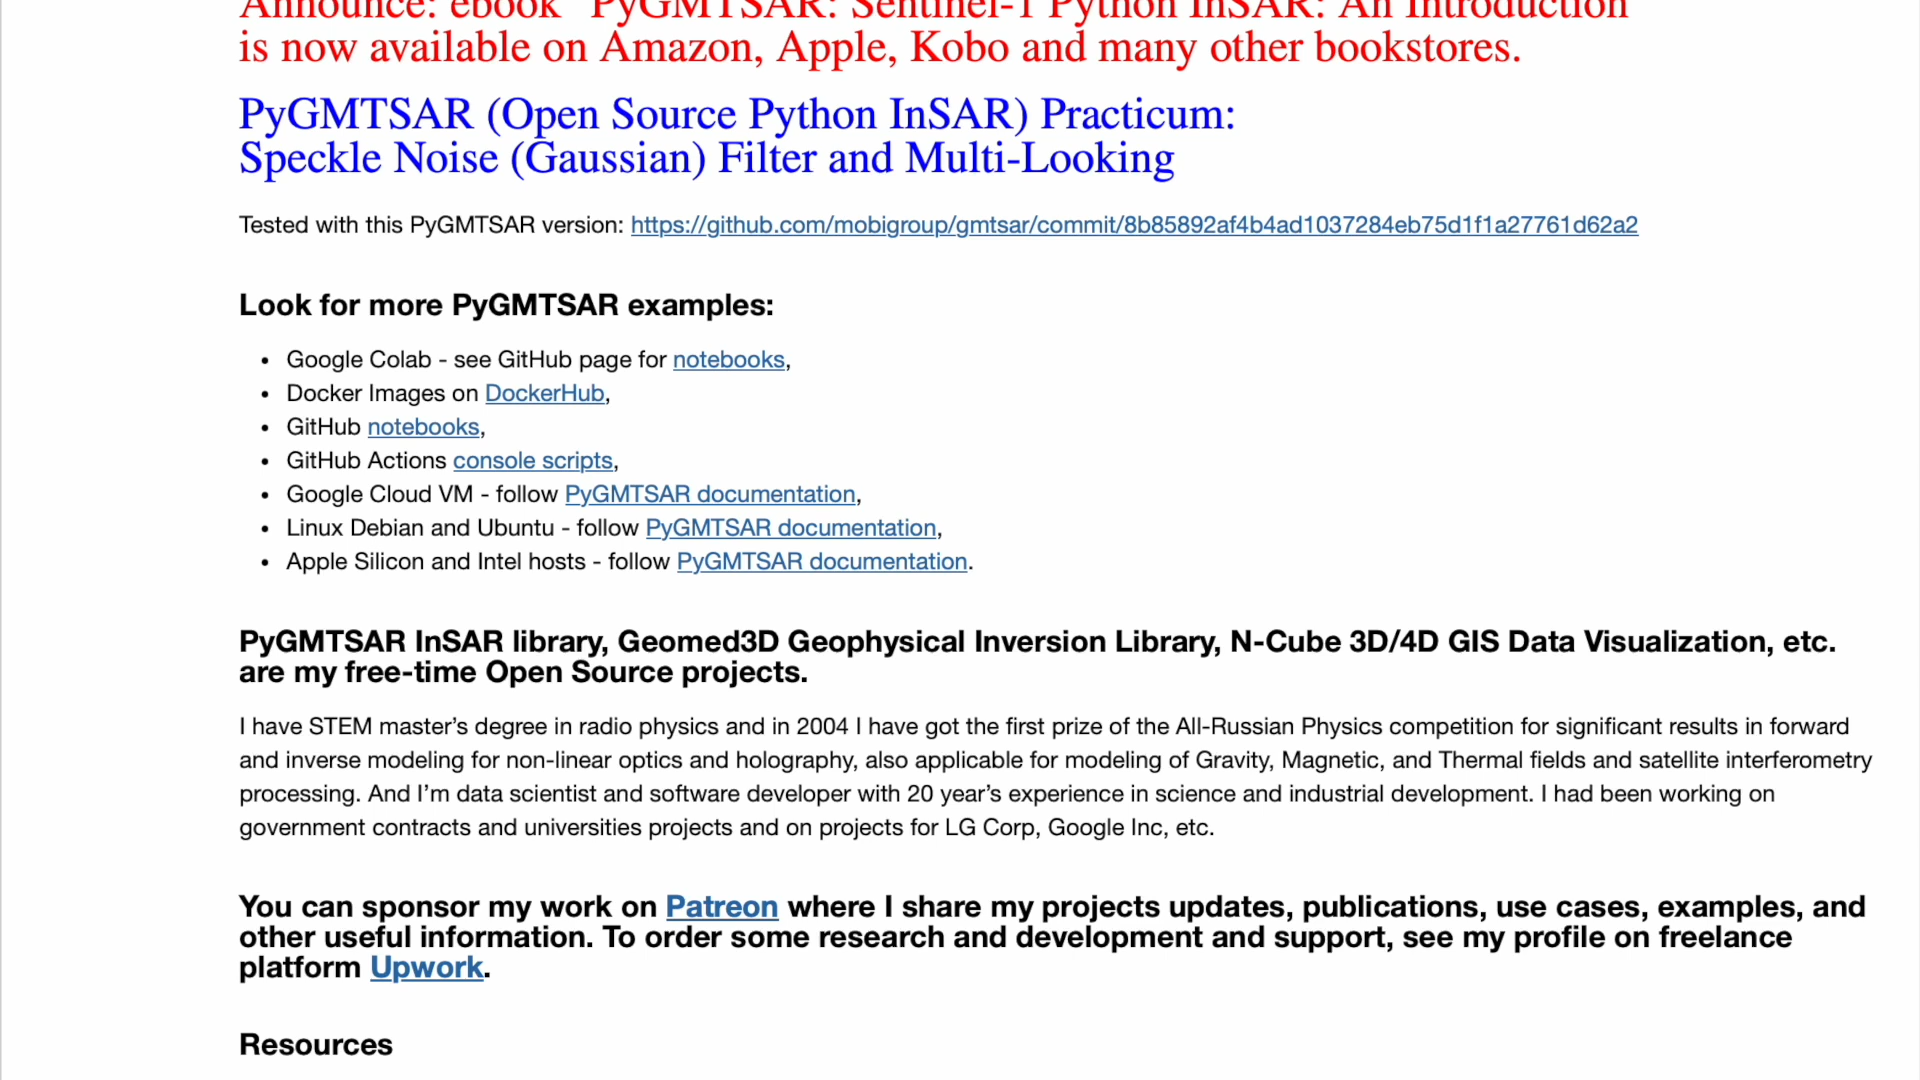 Announce: ebook "PyGMTSAR: Sentinel-1 Python InSAR: An Introduction"
is now available on Amazon, Apple, Kobo and many other bookstores.
PyGMTSAR (Open Source Python InSAR) Practicum:
Speckle Noise (Gaussian) Filter and Multi-Looking
Tested with this PyGMTSAR version: https://github.com/mobigroup/gmtsar/commit/8b85892af4b4ad1037284eb75d1f1a27761d62a2
Look for more PyGMTSAR examples:
• Google Colab - see GitHub page for notebooks,
• Docker Images on DockerHub,
• GitHub notebooks,
• GitHub Actions console scripts,
• Google Cloud VM - follow PyGMTSAR documentation,
• Linux Debian and Ubuntu - follow PyGMTSAR documentation,
• Apple Silicon and Intel hosts - follow PyGMTSAR documentation.
PyGMTSAR InSAR library, Geomed3D Geophysical Inversion Library, N-Cube 3D/4D GIS Data Visualization, etc.
are my free-time Open Source projects.
I have STEM master’s degree in radio physics and in 2004 I have got the first prize of the All-Russian Physics competition for significant results in forward
and inverse modeling for non-linear optics and holography, also applicable for modeling of Gravity, Magnetic, and Thermal fields and satellite interferometry
processing. And I’m data scientist and software developer with 20 year’s experience in science and industrial development. I had been working on
government contracts and universities projects and on projects for LG Corp, Google Inc, etc.
You can sponsor my work on Patreon where I share my projects updates, publications, use cases, examples, and
other useful information. To order some research and development and support, see my profile on freelance
platform Upwork.
Resources